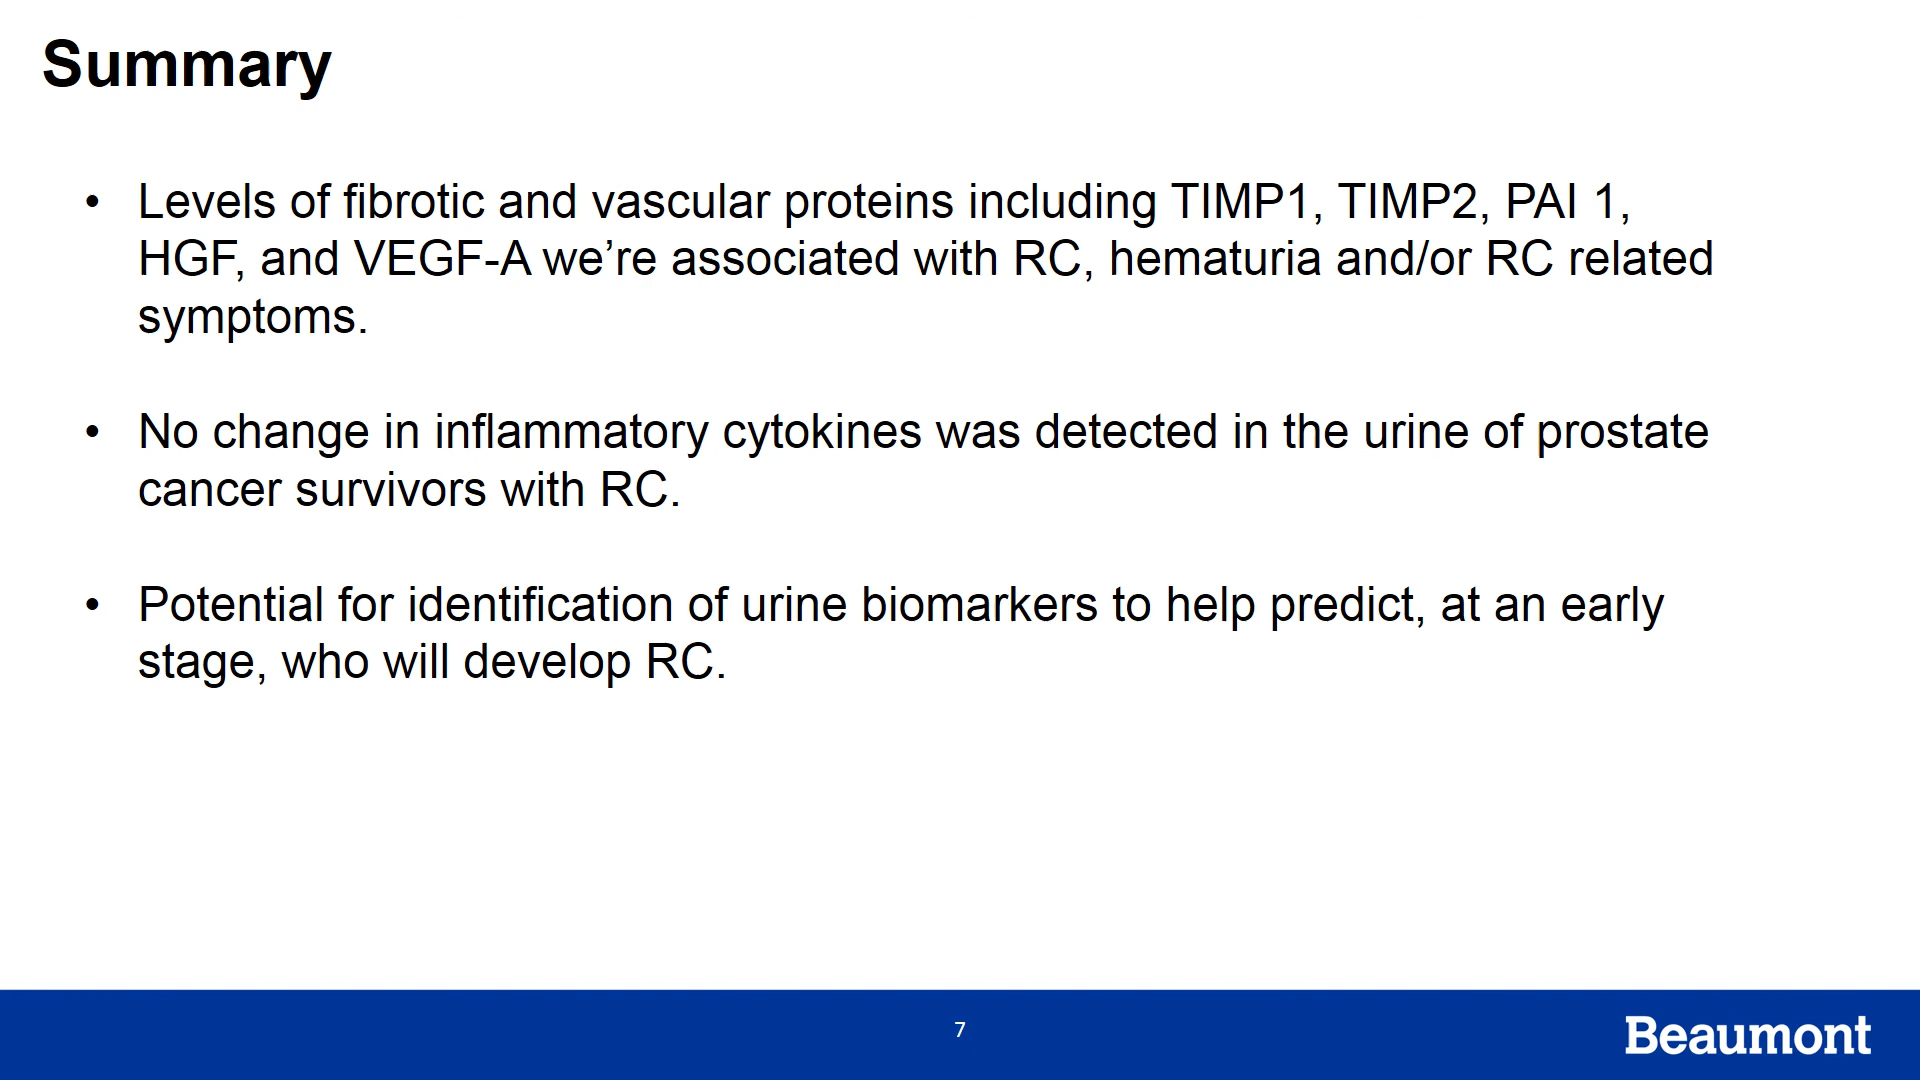 Summary
• Levels of fibrotic and vascular proteins including TIMP1, TIMP2, PAI 1,
HGF, and VEGF-A we’re associated with RC, hematuria and/or RC related
symptoms.
• No change in inflammatory cytokines was detected in the urine of prostate
cancer survivors with RC.
• Potential for identification of urine biomarkers to help predict, at an early
stage, who will develop RC.
7
Beaumont